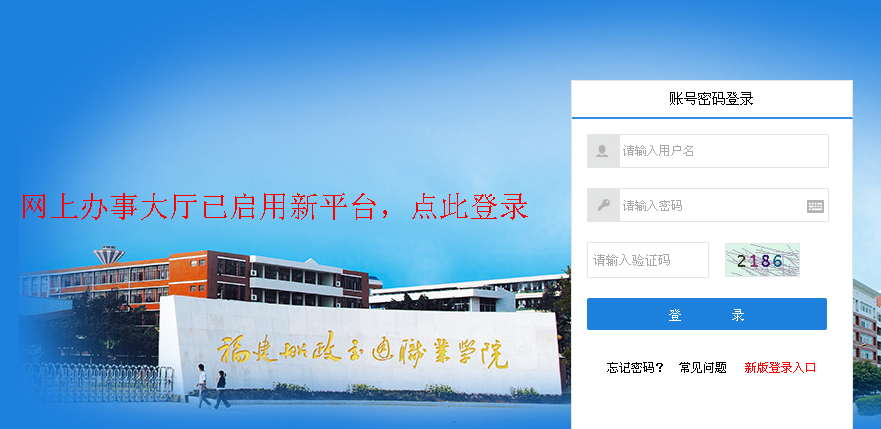 账号密码登录
请输入用户名
网上办事大厅已启用新平台，点此登录
请输入密码
请输入验证码
2186
登 录
福建船政交通职业学院
忘记密码？ 常见问题 新版登录入口